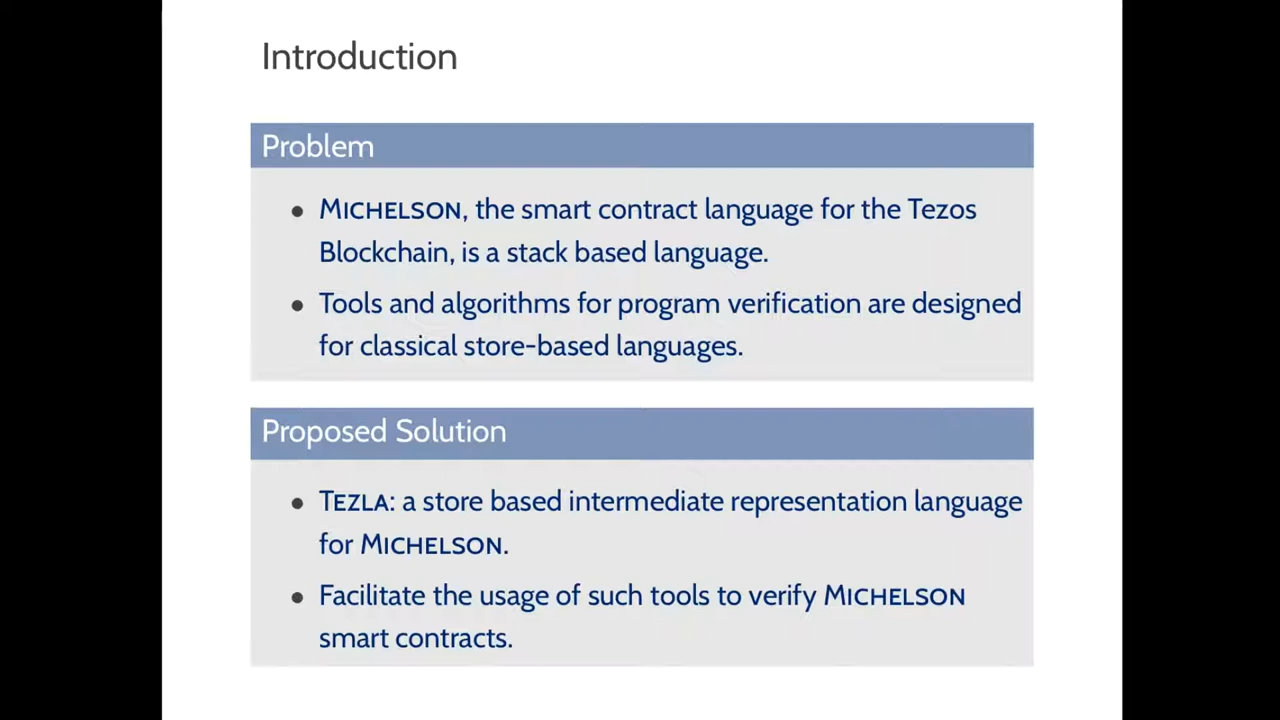 Introduction
Problem
• MICHELSON, the smart contract language for the Tezos
Blockchain, is a stack based language.
• Tools and algorithms for program verification are designed
for classical store-based languages.
Proposed Solution
• TEZLA: a store based intermediate representation language
for MICHELSON.
• Facilitate the usage of such tools to verify MICHELSON
smart contracts.